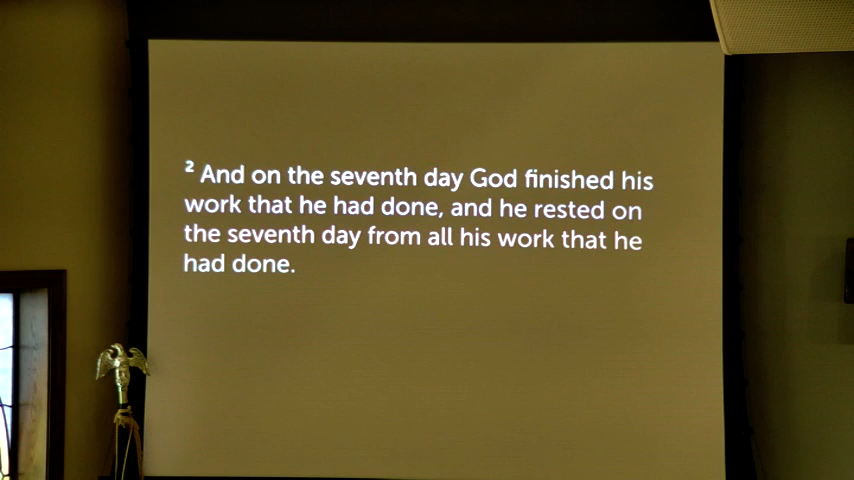 ² And on the seventh day God finished his
work that he had done, and he rested on
the seventh day from all his work that he
had done.